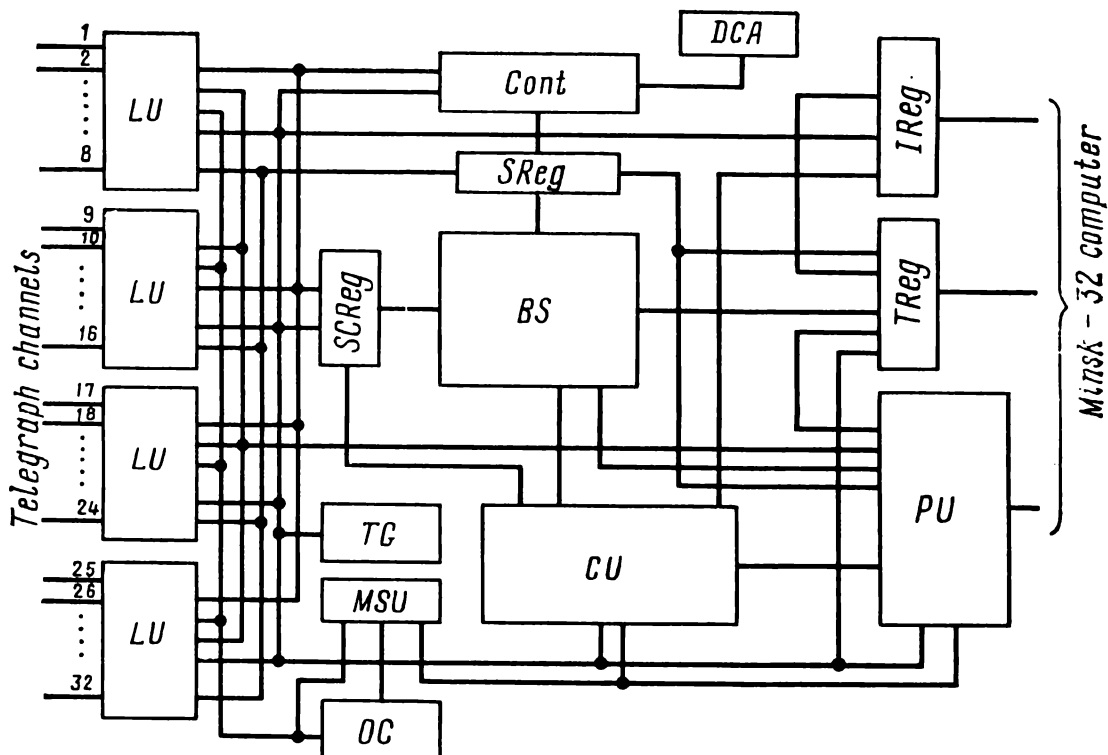 DCA
1
2
8
LU
Cont
IReg
SReg
9
10
16
LU
SCReg
BS
TReg
Telegraph channels
Minsk-32 computer
17
18
24
LU
TG
CU
PU
25
26
32
LU
MSU
OC